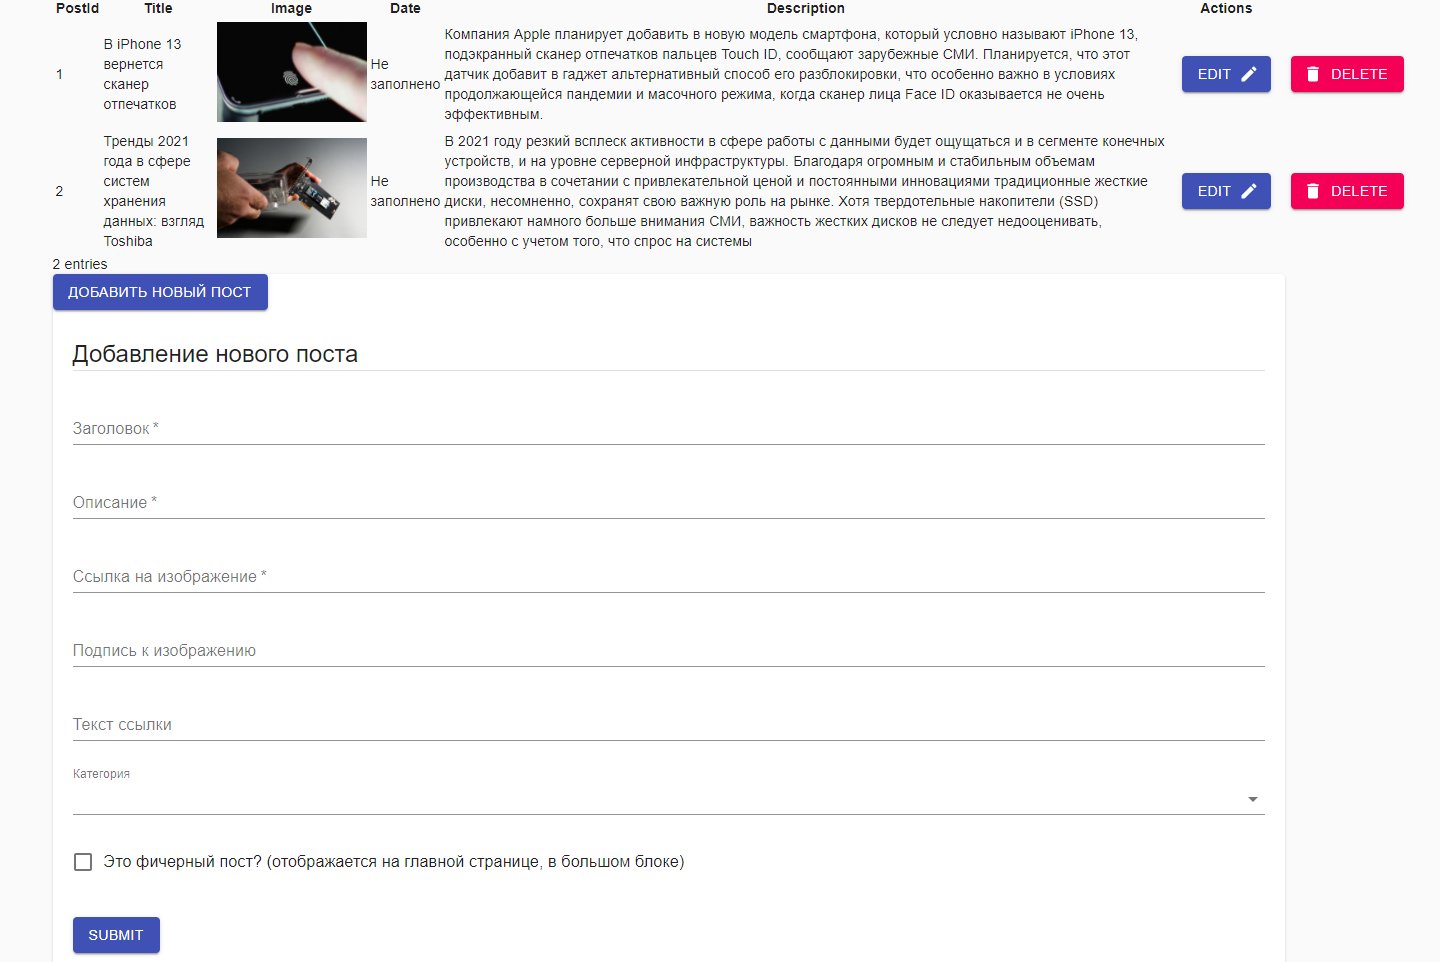 PostId Title Image Date Description Actions
1
В iPhone 13
вернется
сканер
отпечатков
Не
заполнено
Компания Apple планирует добавить в новую модель смартфона, который условно называют iPhone 13,
подэкранный сканер отпечатков пальцев Touch ID, сообщают зарубежные СМИ. Планируется, что этот
датчик добавит в гаджет альтернативный способ его разблокировки, что особенно важно в условиях
продолжающейся пандемии и масочного режима, когда сканер лица Face ID оказывается не очень
эффективным.
EDIT DELETE
2
Тренды 2021
года в сфере
систем
хранения
данных: взгляд
Toshiba
Не
заполнено
В 2021 году резкий всплеск активности в сфере работы с данными будет ощущаться и в сегменте конечных
устройств, и на уровне серверной инфраструктуры. Благодаря огромным и стабильным объемам
производства в сочетании с привлекательной ценой и постоянными инновациями традиционные жесткие
диски, несомненно, сохранят свою важную роль на рынке. Хотя твердотельные накопители (SSD)
привлекают намного больше внимания СМИ, важность жестких дисков не следует недооценивать,
особенно с учетом того, что спрос на системы
EDIT DELETE
2 entries
ДОБАВИТЬ НОВЫЙ ПОСТ
Добавление нового поста
Заголовок *
Описание *
Ссылка на изображение *
Подпись к изображению
Текст ссылки
Категория
Это фичерный пост? (отображается на главной странице, в большом блоке)
SUBMIT